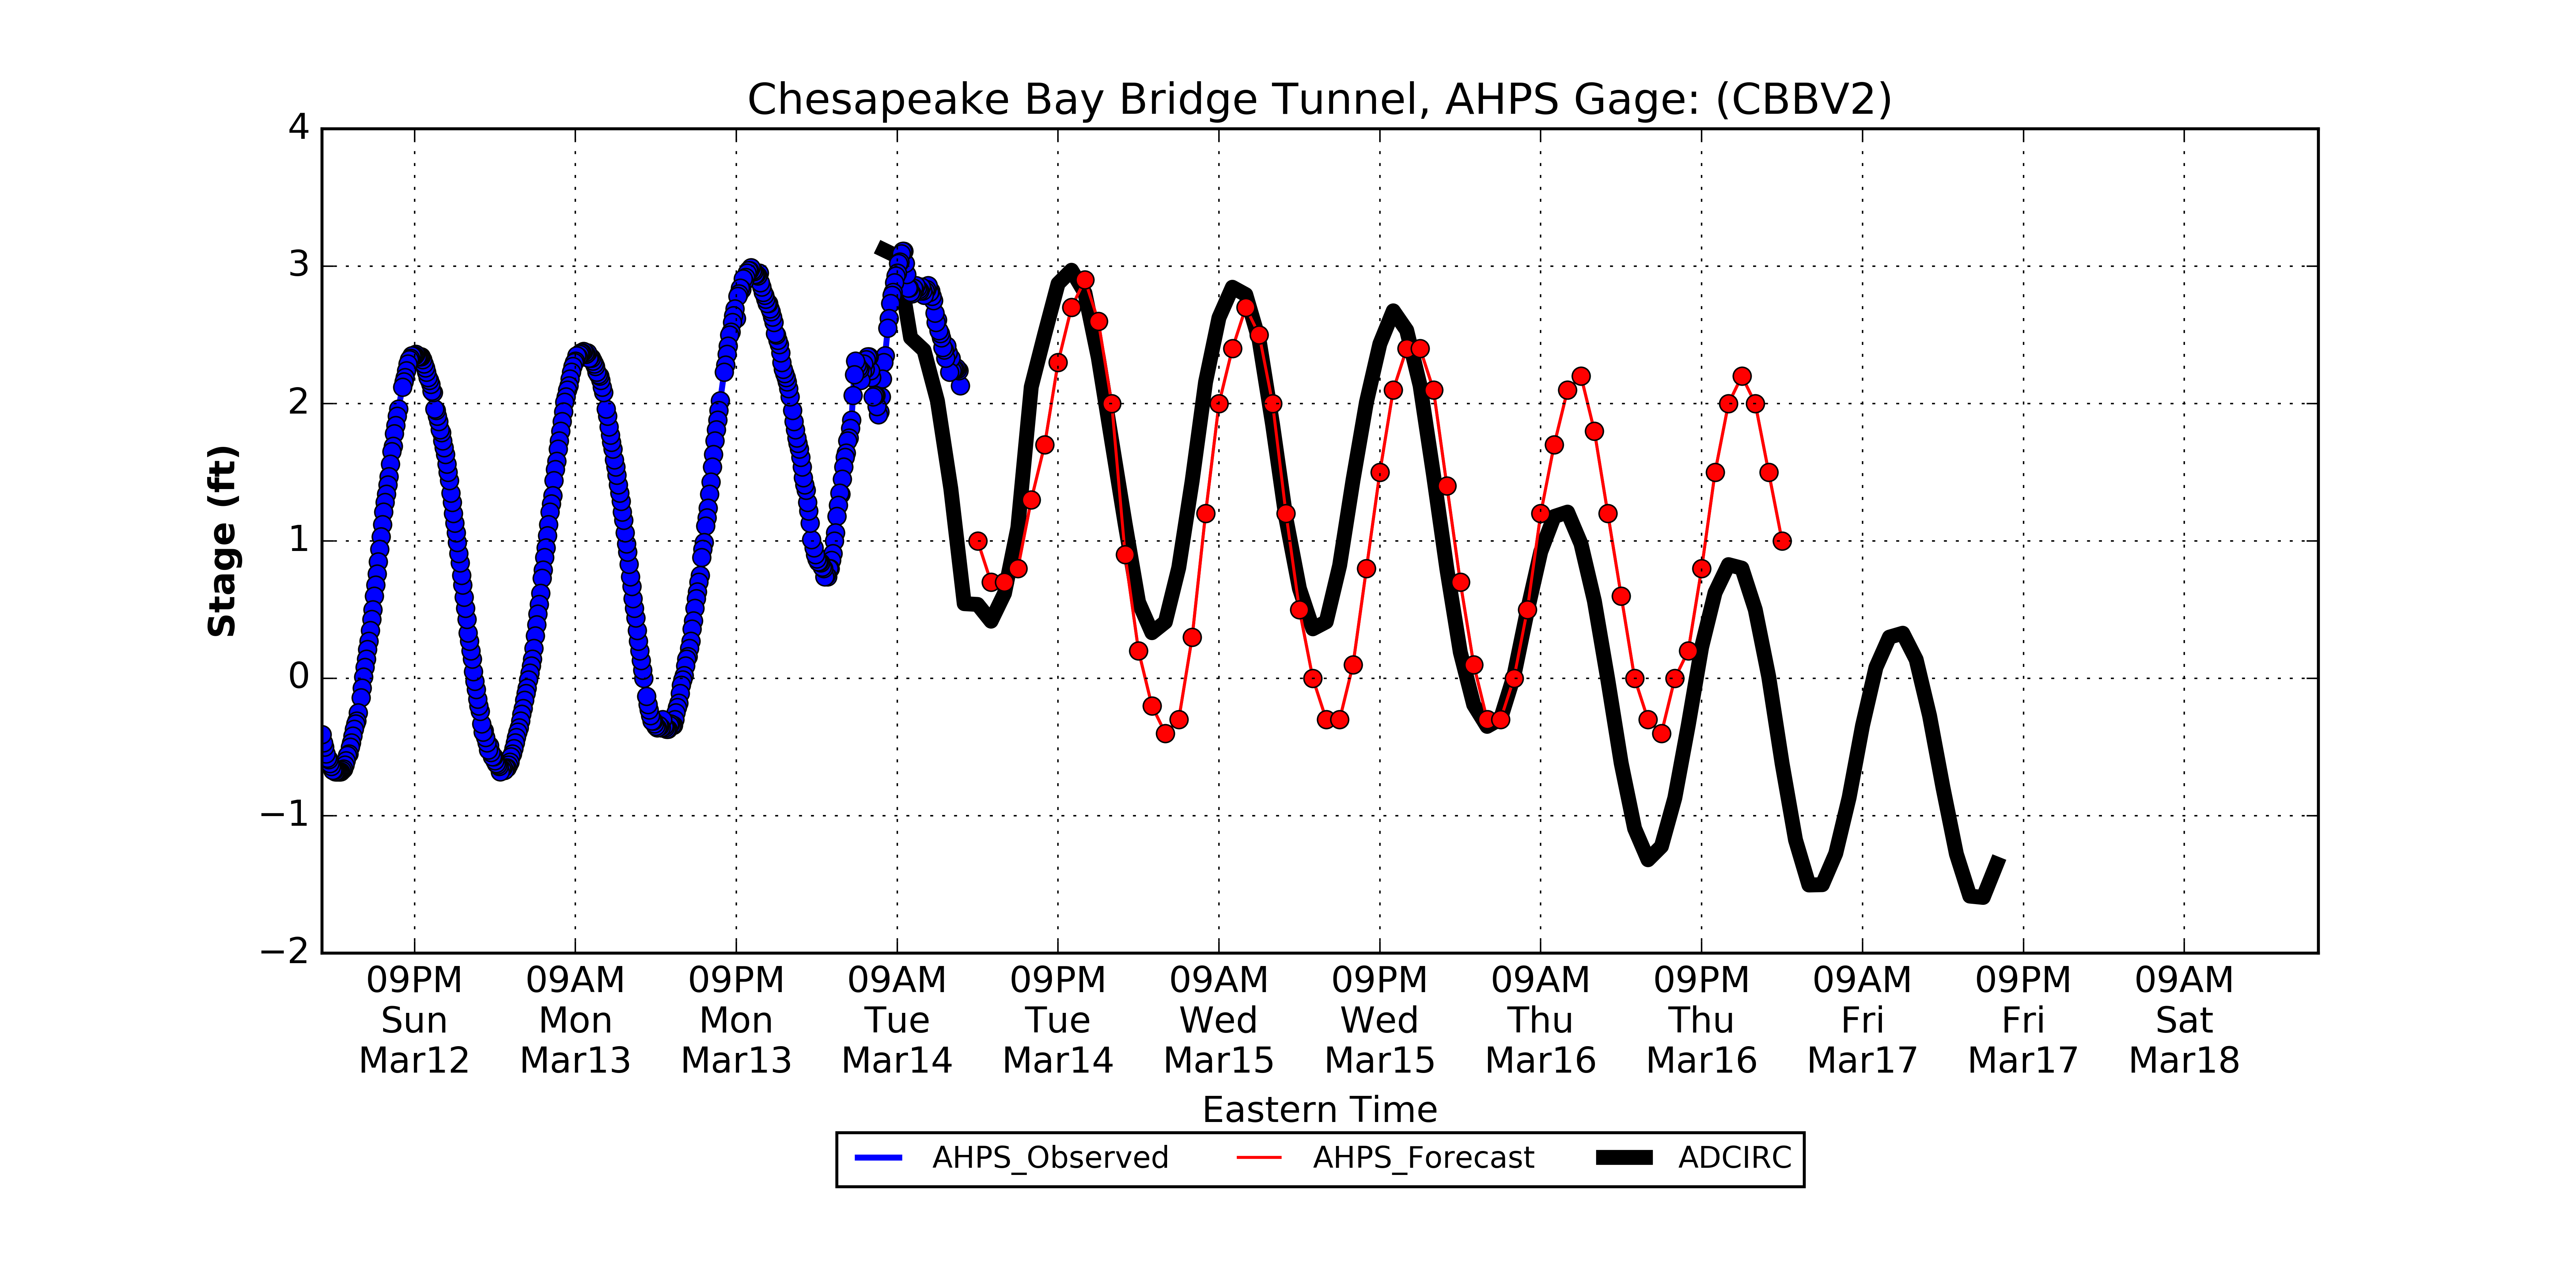 Chesapeake Bay Bridge Tunnel, AHPS Gage: (CBBV2)
4
3
2
1
0
−1
−2
Stage (ft)
09PM 09AM 09PM 09AM 09PM 09AM 09PM 09AM 09PM 09AM 09PM 09AM
Sun Mon Mon Tue Tue Wed Wed Thu Thu Fri Fri Sat
Mar12 Mar13 Mar13 Mar14 Mar14 Mar15 Mar15 Mar16 Mar16 Mar17 Mar17 Mar18
Eastern Time
AHPS_Observed AHPS_Forecast ADCIRC